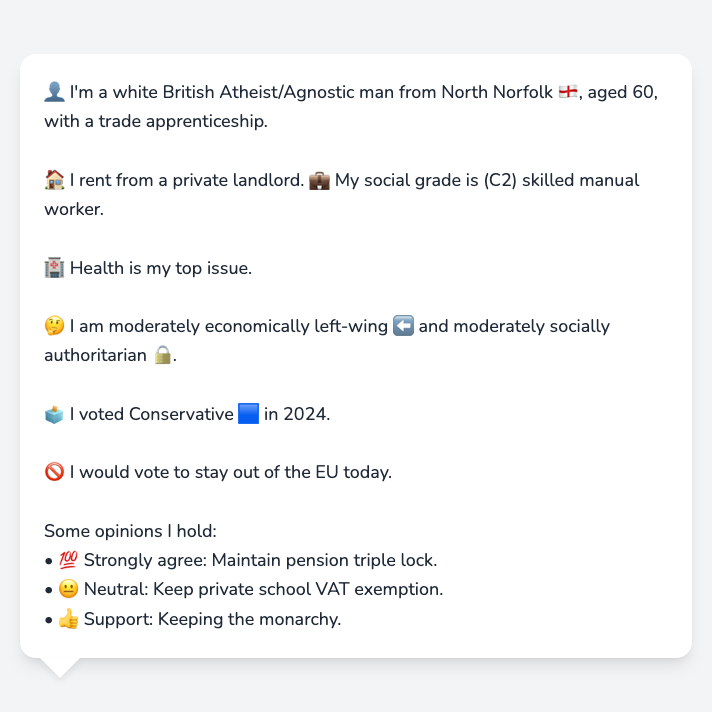 👤 I'm a white British Atheist/Agnostic man from North Norfolk 🏴󠁧󠁢󠁥󠁮󠁧󠁿, aged 60,
with a trade apprenticeship.
🏠 I rent from a private landlord. 💼 My social grade is (C2) skilled manual
worker.
🏥 Health is my top issue.
🤔 I am moderately economically left-wing ⬅️ and moderately socially
authoritarian 🔒.
🗳️ I voted Conservative 🟦 in 2024.
🚫 I would vote to stay out of the EU today.
Some opinions I hold:
• 💯 Strongly agree: Maintain pension triple lock.
• 😐 Neutral: Keep private school VAT exemption.
• 👍 Support: Keeping the monarchy.